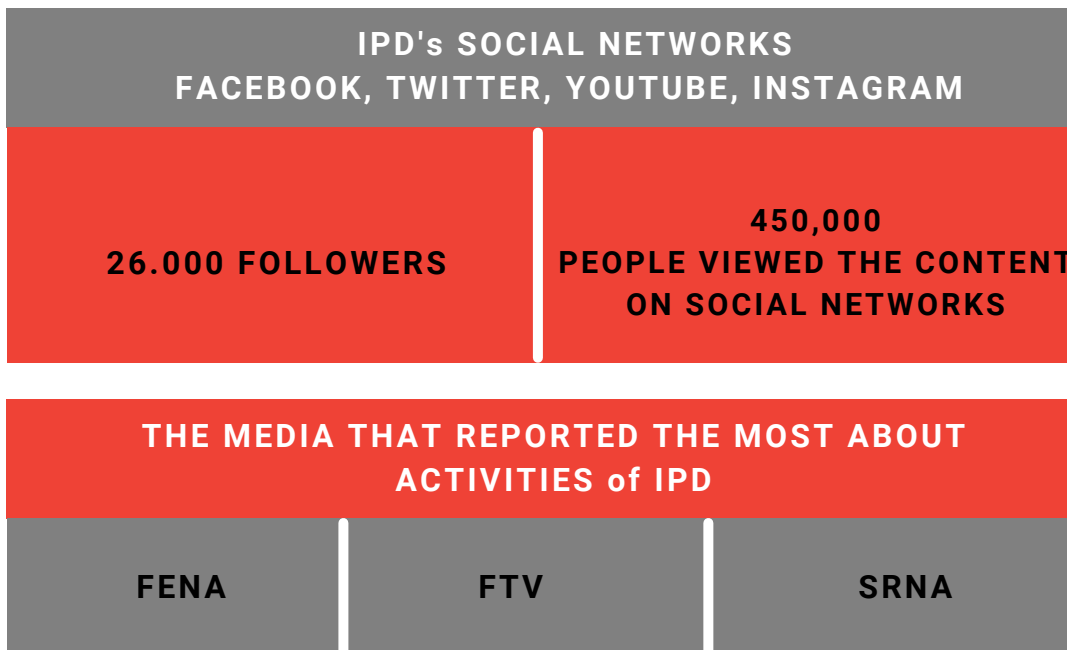 IPD's SOCIAL NETWORKS
FACEBOOK, TWITTER, YOUTUBE, INSTAGRAM
26.000 FOLLOWERS
450,000
PEOPLE VIEWED THE CONTENT
ON SOCIAL NETWORKS
THE MEDIA THAT REPORTED THE MOST ABOUT
ACTIVITIES of IPD
FENA
FTV
SRNA